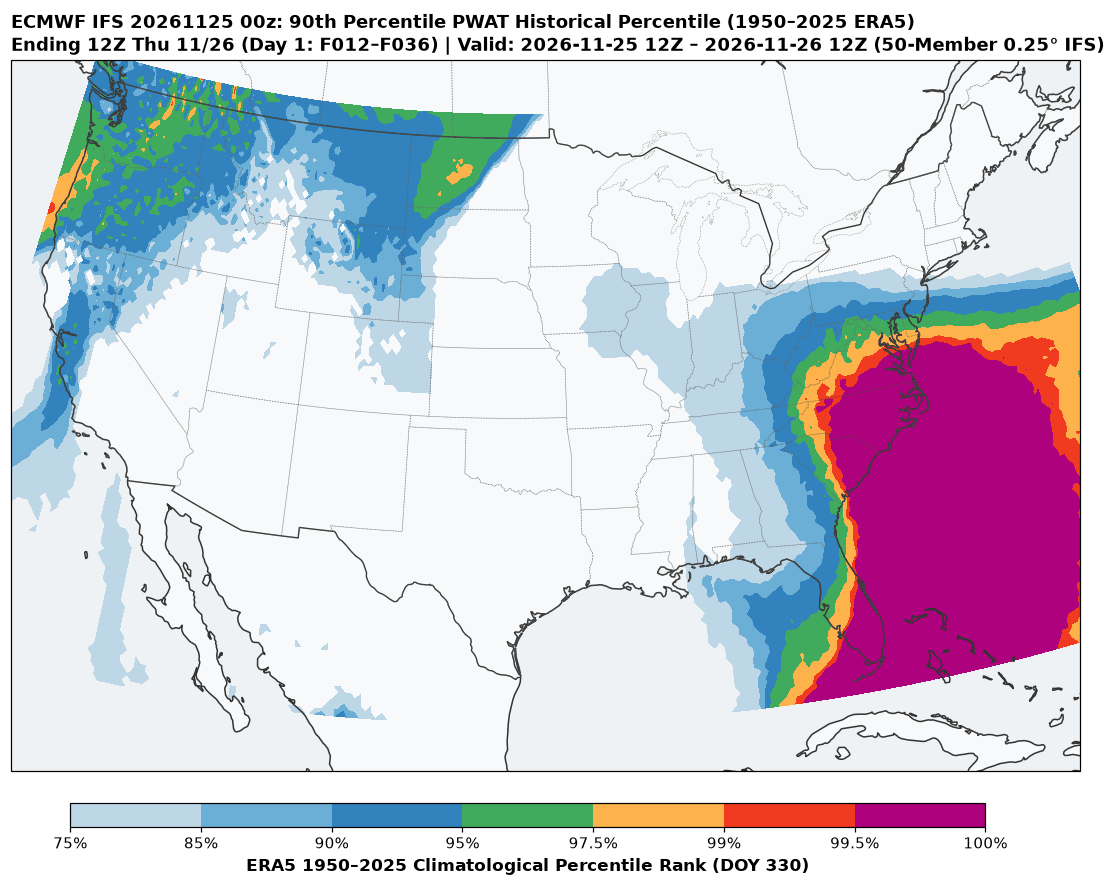 ECMWF IFS 20261125 00z: 90th Percentile PWAT Historical Percentile (1950–2025 ERA5)
Ending 12Z Thu 11/26 (Day 1: F012–F036) | Valid: 2026-11-25 12Z – 2026-11-26 12Z (50-Member 0.25° IFS)
75% 85% 90% 95% 97.5% 99% 99.5% 100%
ERA5 1950–2025 Climatological Percentile Rank (DOY 330)